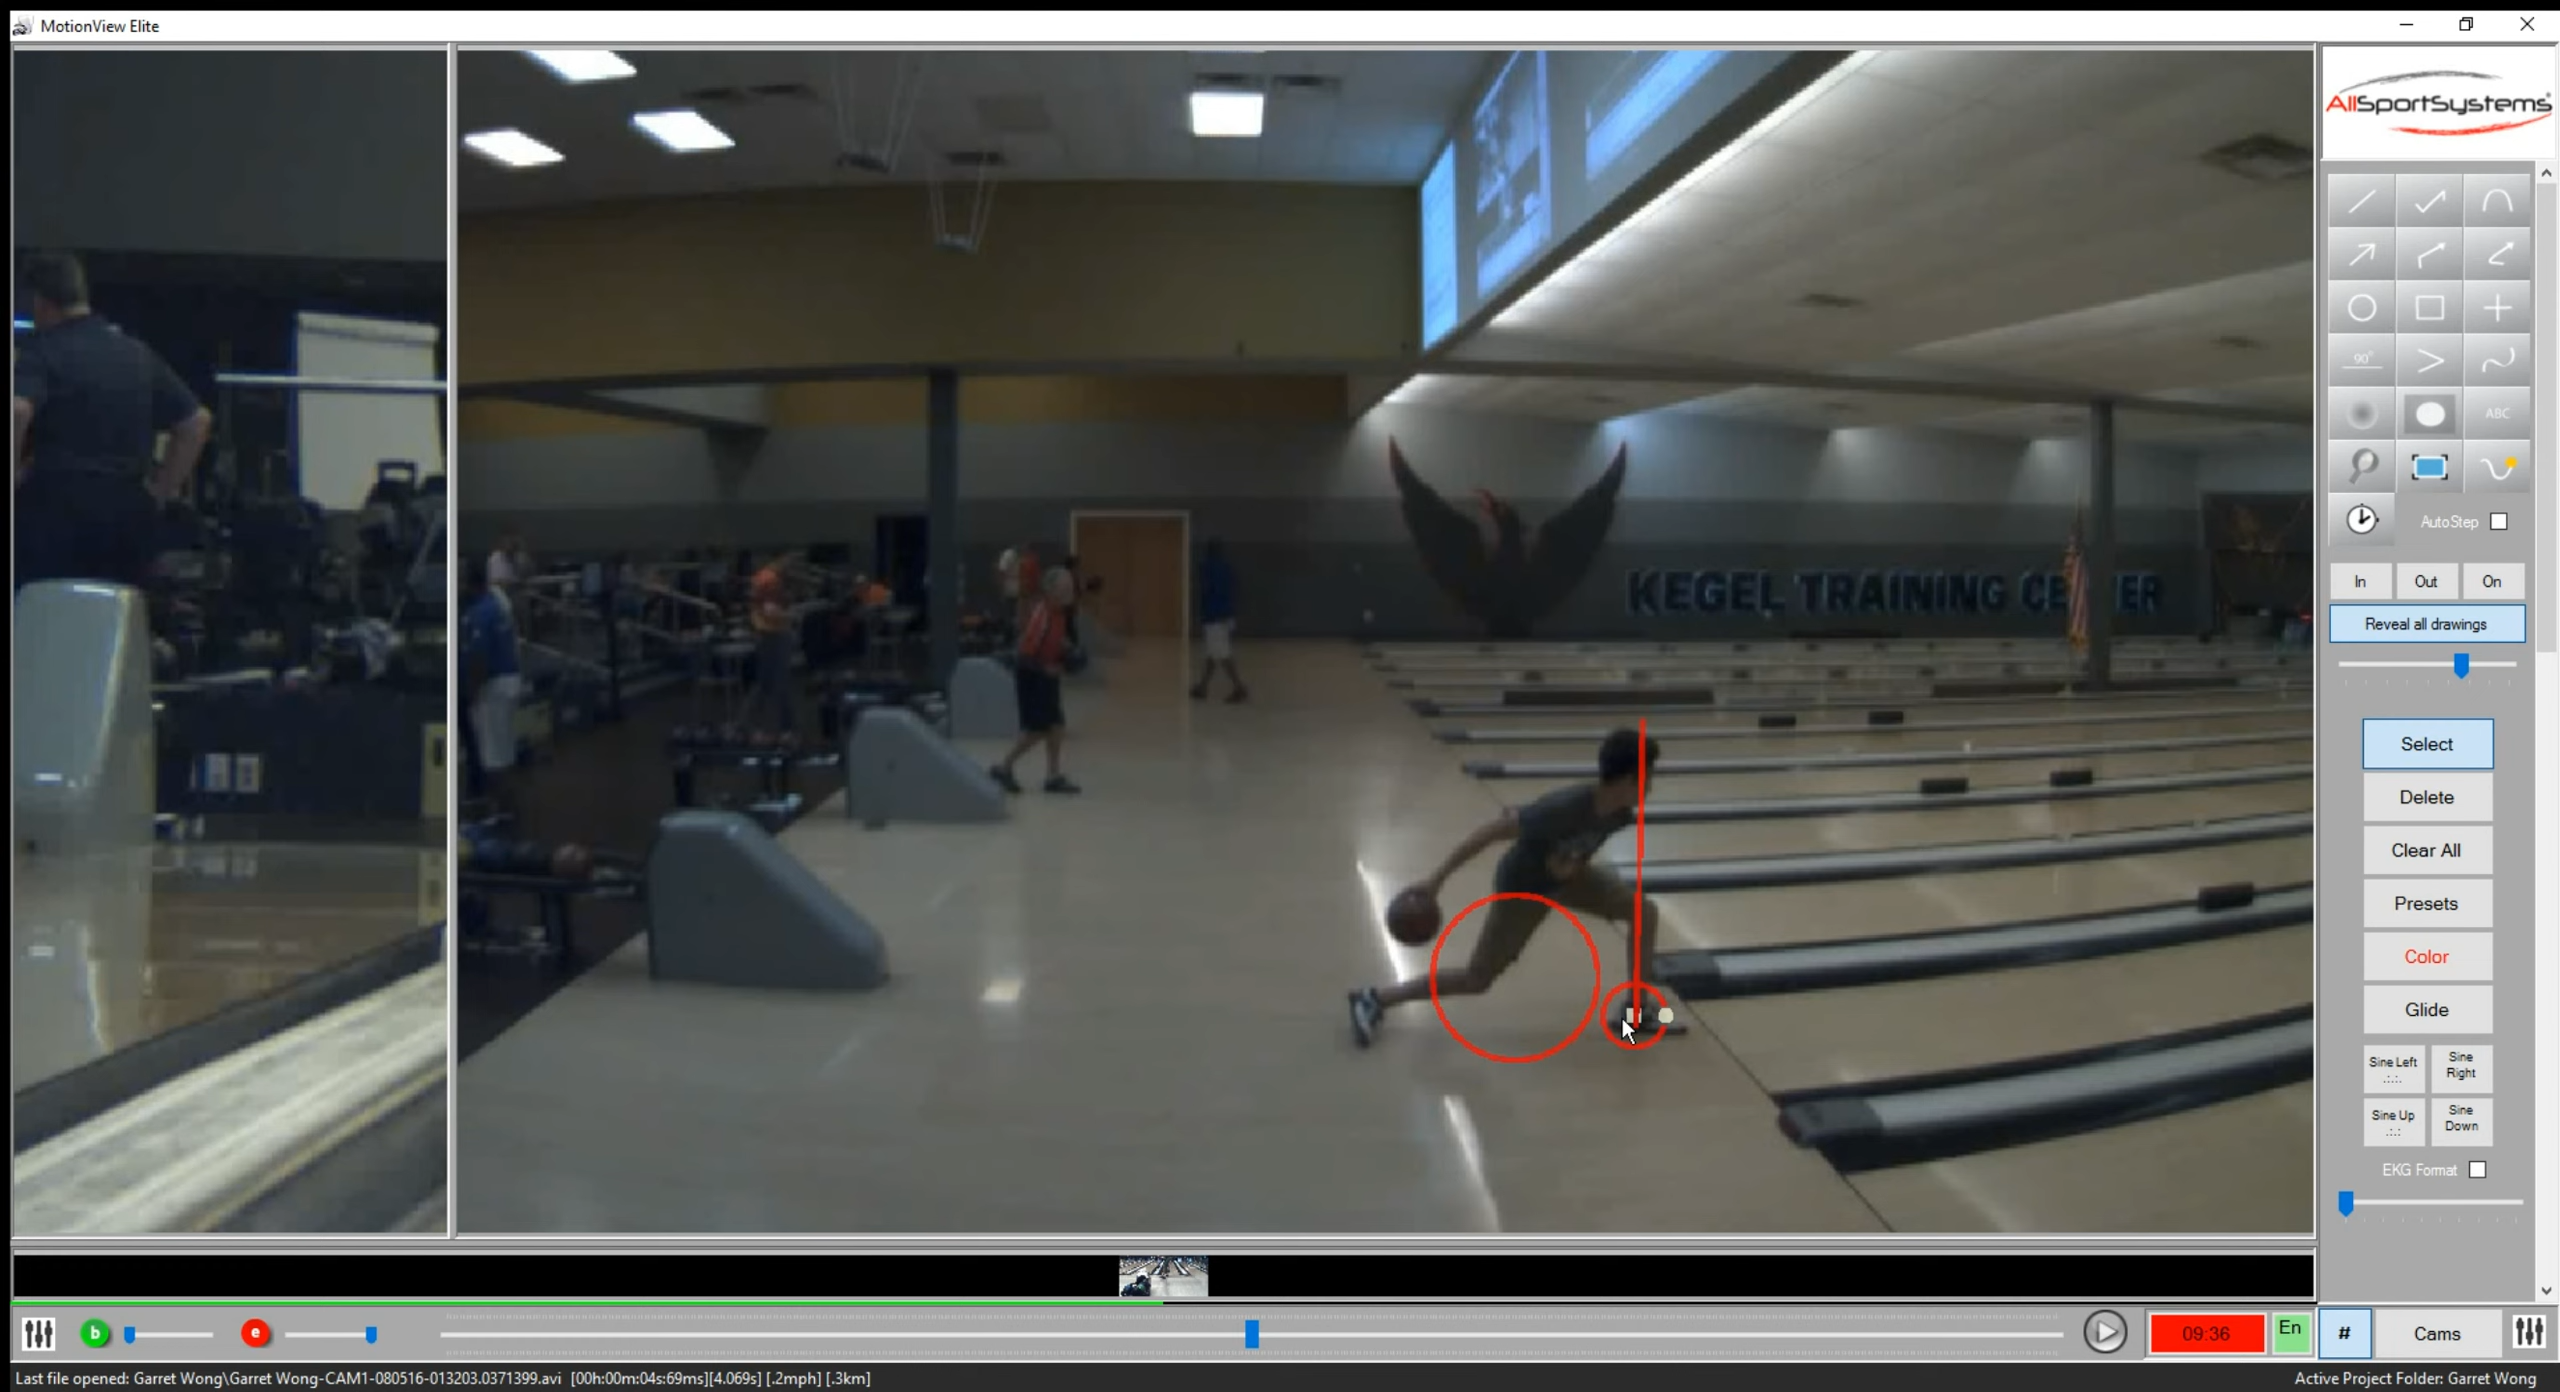 MotionView Elite
AllSportSystems
KEGEL TRAINING CE ER
90°
ABC
AutoStep
In
Out
On
Reveal all drawings
Select
Delete
Clear All
Presets
Color
Glide
Sine Left
Sine Right
Sine Up
Sine Down
EKG Format
b
e
09:36
En
#
Cams
Last file opened: Garret Wong\Garret Wong-CAM1-080516-013203.0371399.avi [00h:00m:04s:69ms][4.069s] [.2mph] [.3km]
Active Project Folder: Garret Wong